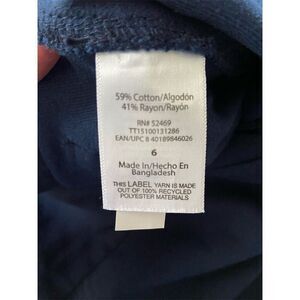 59% Cotton/Algodón
41% Rayon/Rayón
RN# 52469
TT15100131286
EAN/UPC 8 40189846026
6
Made In/Hecho En
Bangladesh
THIS LABEL YARN IS MADE
OUT OF 100% RECYCLED
POLYESTER MATERIALS